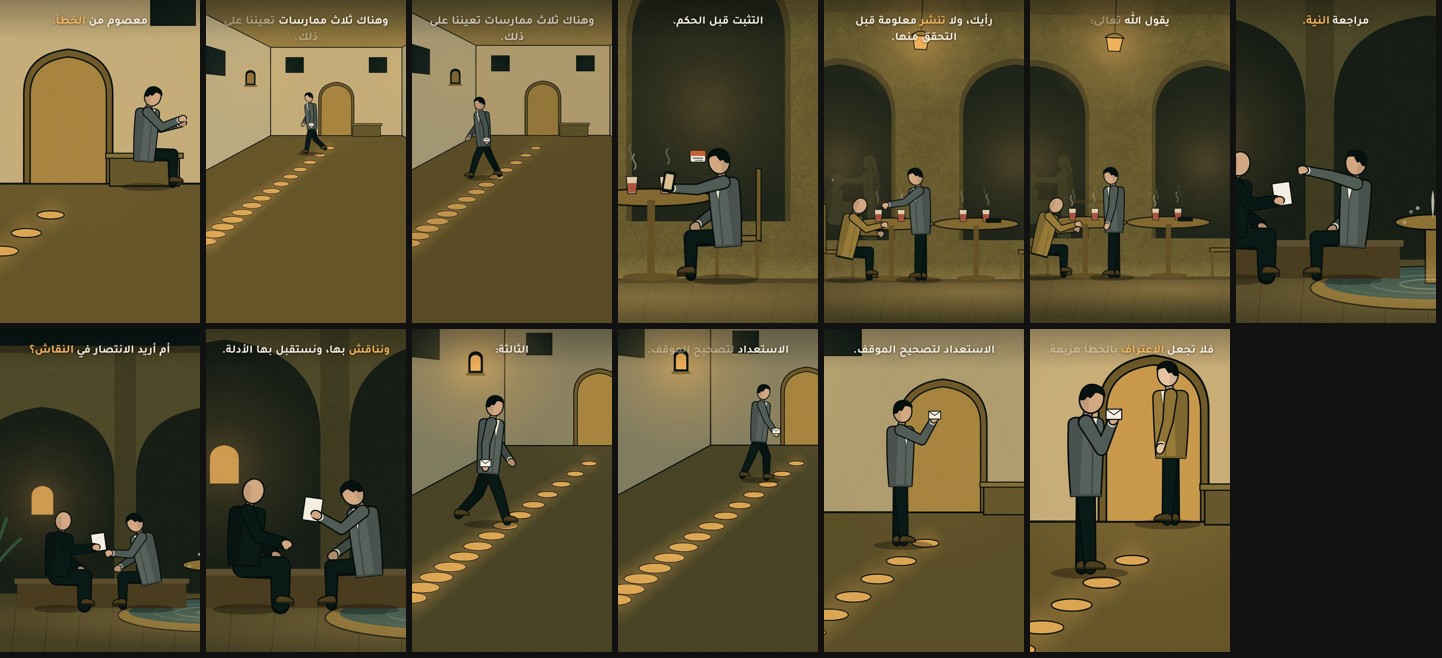 معصوم من الخطأ.
وهناك ثلاث ممارسات تعيننا على
ذلك.
وهناك ثلاث ممارسات تعيننا على
ذلك.
التثبت قبل الحكم.
رأيك، ولا تنشر معلومة قبل
التحقق منها.
يقول الله تعالى:
مراجعة النية.
أم أريد الانتصار في النقاش؟
ونناقش بها، ونستقبل بها الأدلة.
الثالثة:
الاستعداد لتصحيح الموقف.
الاستعداد لتصحيح الموقف.
فلا تجعل الاعتراف بالخطأ هزيمة.